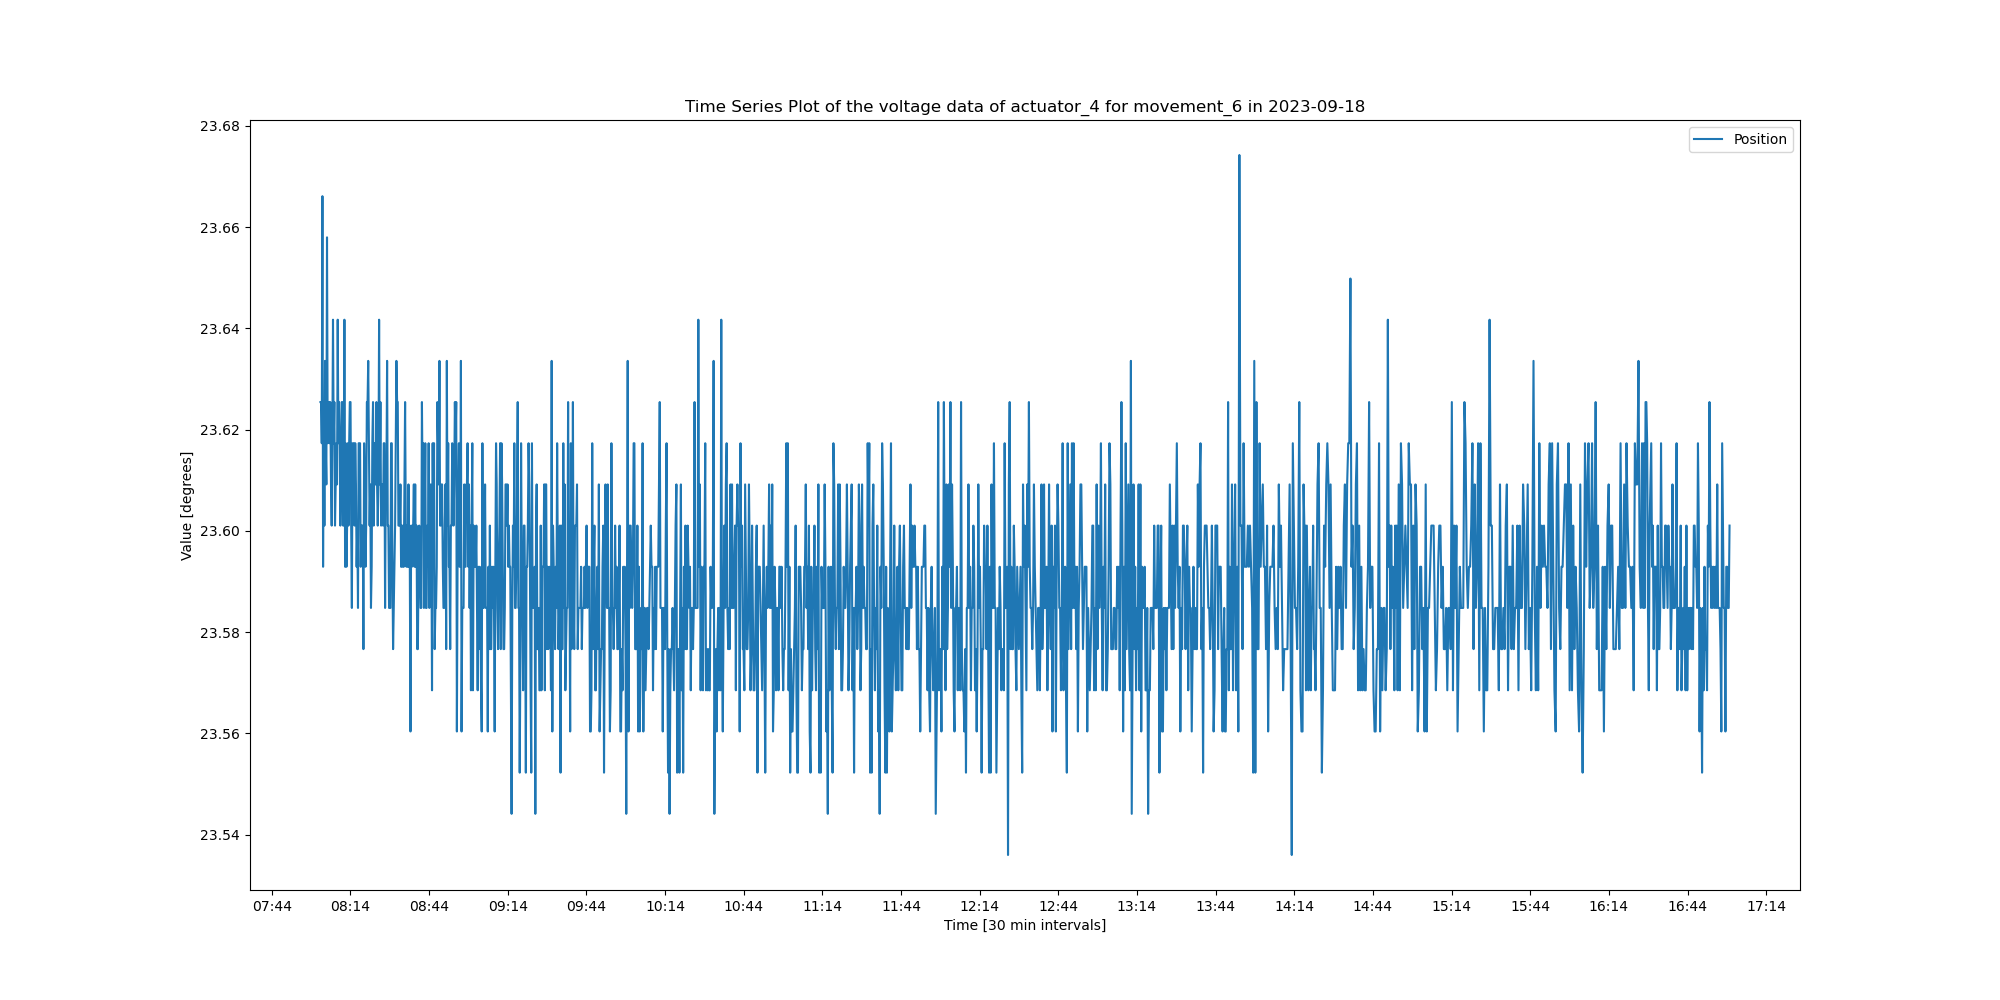 Time Series Plot of the voltage data of actuator_4 for movement_6 in 2023-09-18
Position
Value [degrees]
23.68
23.66
23.64
23.62
23.60
23.58
23.56
23.54
07:44 08:14 08:44 09:14 09:44 10:14 10:44 11:14 11:44 12:14 12:44 13:14 13:44 14:14 14:44 15:14 15:44 16:14 16:44 17:14
Time [30 min intervals]